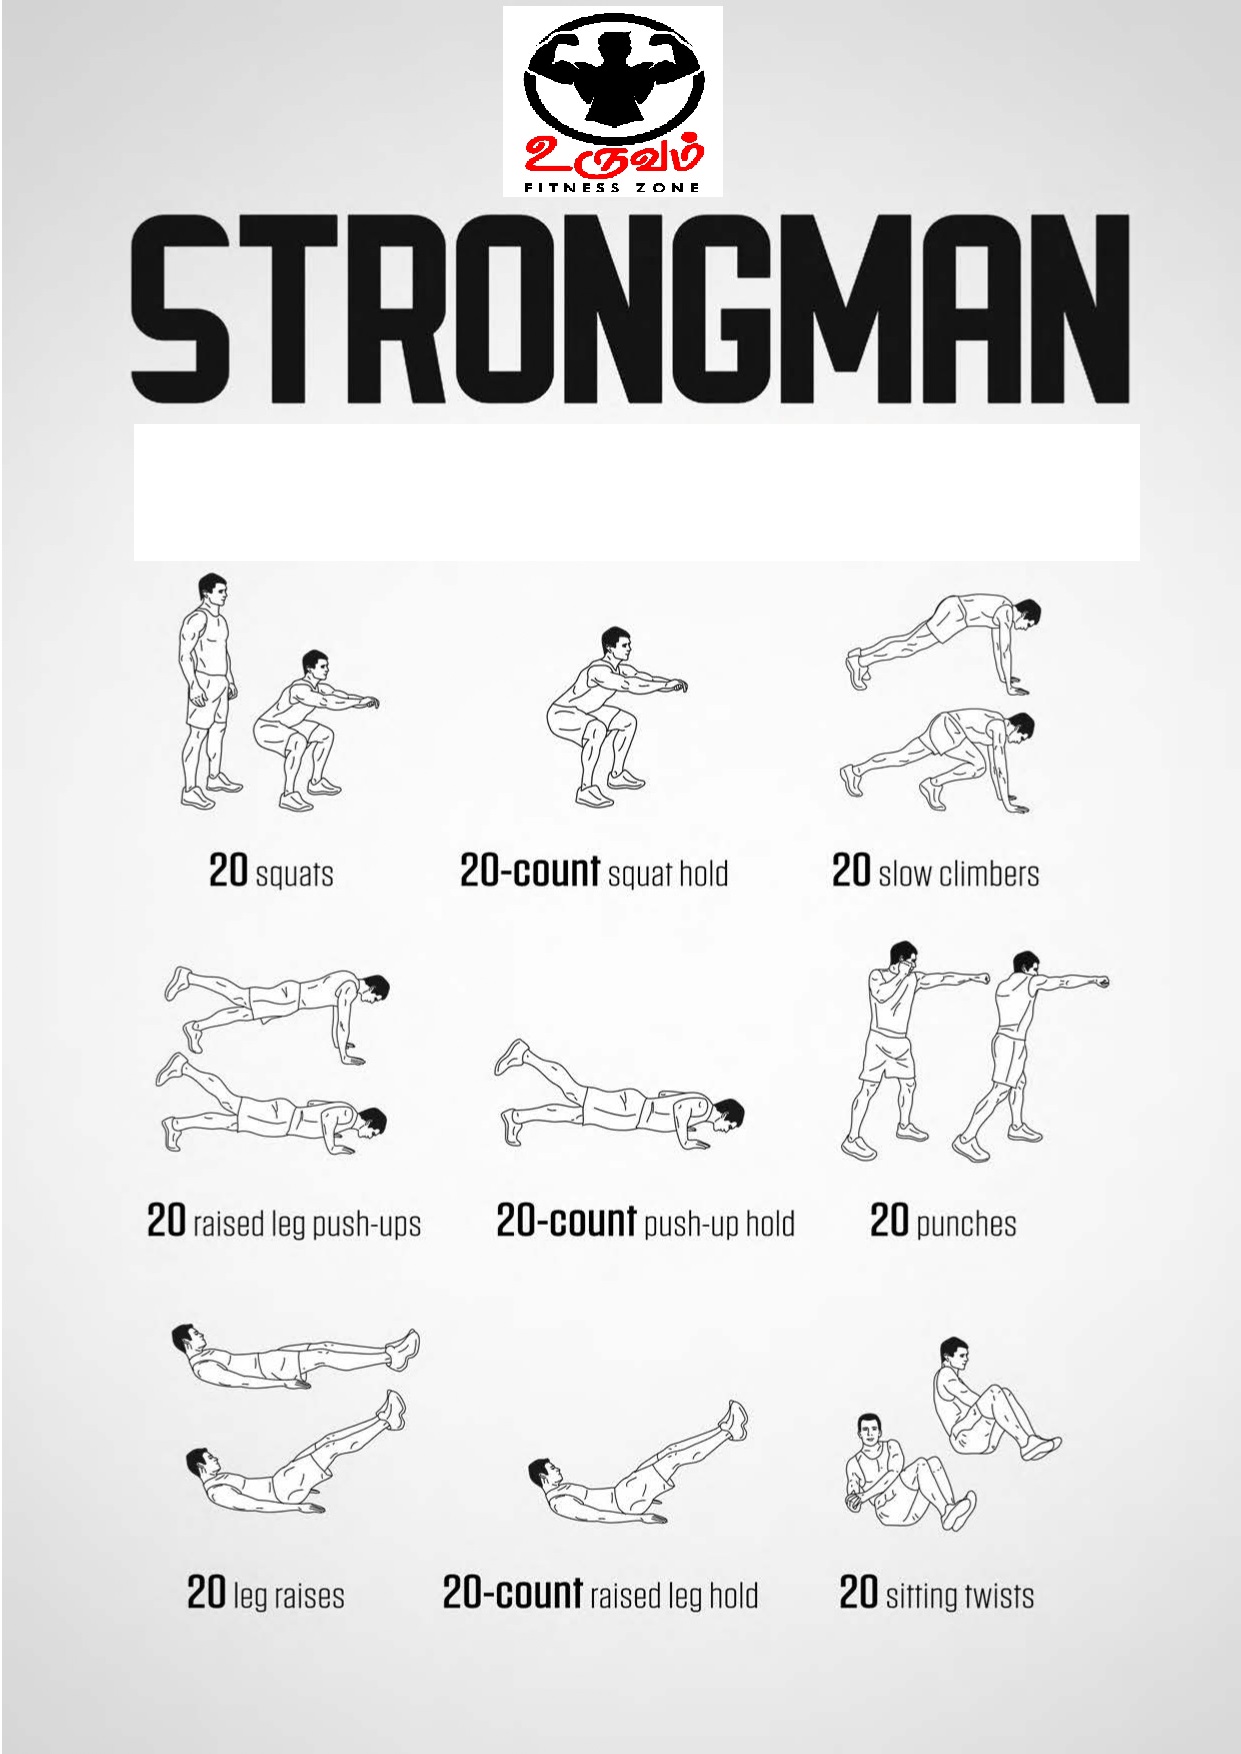 உருவம்
FITNESS ZONE
STRONGMAN
20 squats
20-count squat hold
20 slow climbers
20 raised leg push-ups
20-count push-up hold
20 punches
20 leg raises
20-count raised leg hold
20 sitting twists